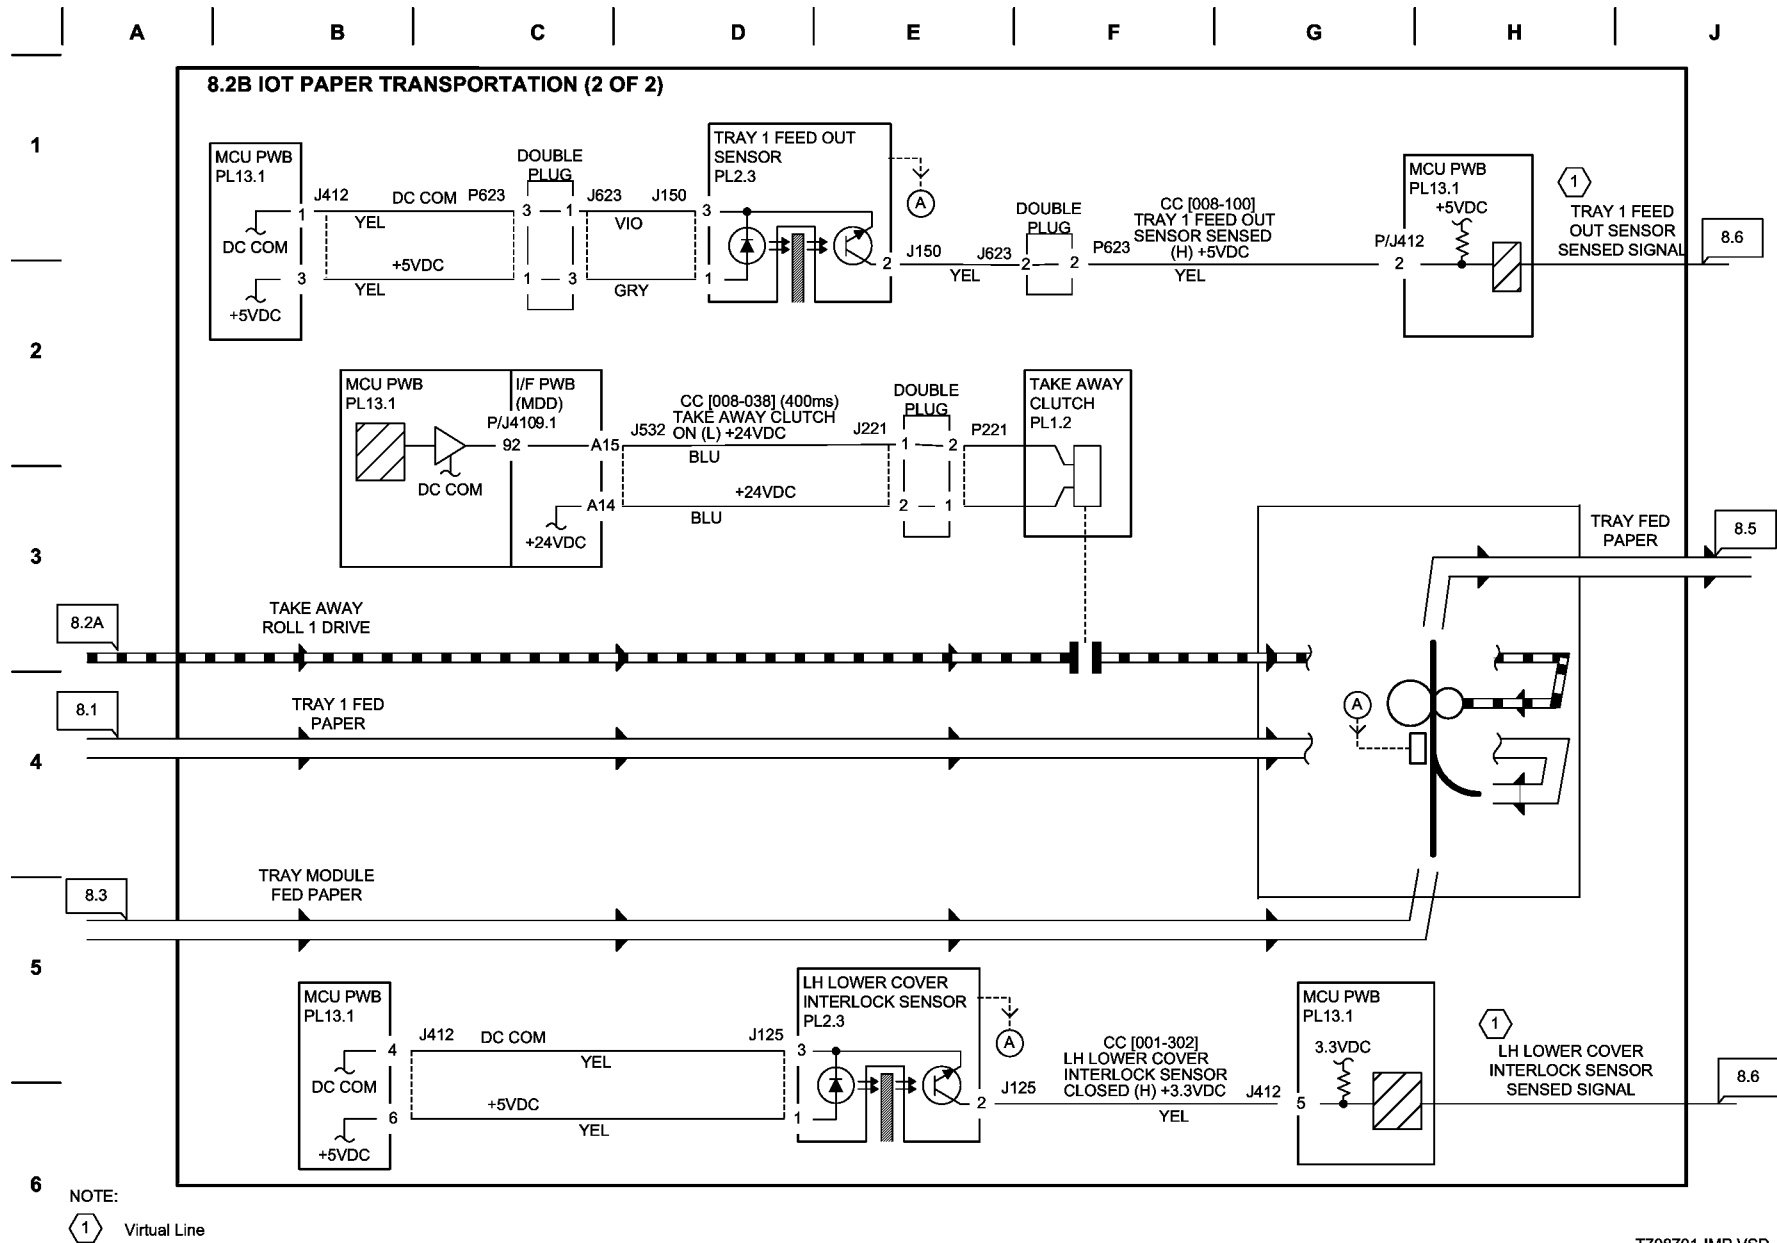 A B C D E F G H J
8.2B IOT PAPER TRANSPORTATION (2 OF 2)
1
MCU PWB
PL13.1
J412
DC COM
P623
DOUBLE
PLUG
J623
J150
TRAY 1 FEED OUT
SENSOR
PL2.3
1
YEL
3
1
VIO
3
DC COM
+5VDC
3
YEL
1
3
GRY
1
+5VDC
A
2
J150
YEL
J623
DOUBLE
PLUG
2
2
P623
CC [008-100]
TRAY 1 FEED OUT
SENSOR SENSED
(H) +5VDC
YEL
P/J412
2
MCU PWB
PL13.1
+5VDC
1
TRAY 1 FEED
OUT SENSOR
SENSED SIGNAL
8.6
2
MCU PWB
PL13.1
I/F PWB
(MDD)
P/J4109.1
92
A15
DC COM
A14
+24VDC
J532
CC [008-038] (400ms)
TAKE AWAY CLUTCH
ON (L) +24VDC
BLU
+24VDC
BLU
J221
DOUBLE
PLUG
1
2
2
1
P221
TAKE AWAY
CLUTCH
PL1.2
3
TRAY FED
PAPER
8.5
8.2A
TAKE AWAY
ROLL 1 DRIVE
8.1
TRAY 1 FED
PAPER
A
4
8.3
TRAY MODULE
FED PAPER
5
MCU PWB
PL13.1
4
DC COM
6
+5VDC
J412
DC COM
YEL
+5VDC
YEL
J125
3
1
LH LOWER COVER
INTERLOCK SENSOR
PL2.3
A
2
J125
CC [001-302]
LH LOWER COVER
INTERLOCK SENSOR
CLOSED (H) +3.3VDC
YEL
J412
5
MCU PWB
PL13.1
3.3VDC
1
LH LOWER COVER
INTERLOCK SENSOR
SENSED SIGNAL
8.6
6
NOTE:
1 Virtual Line